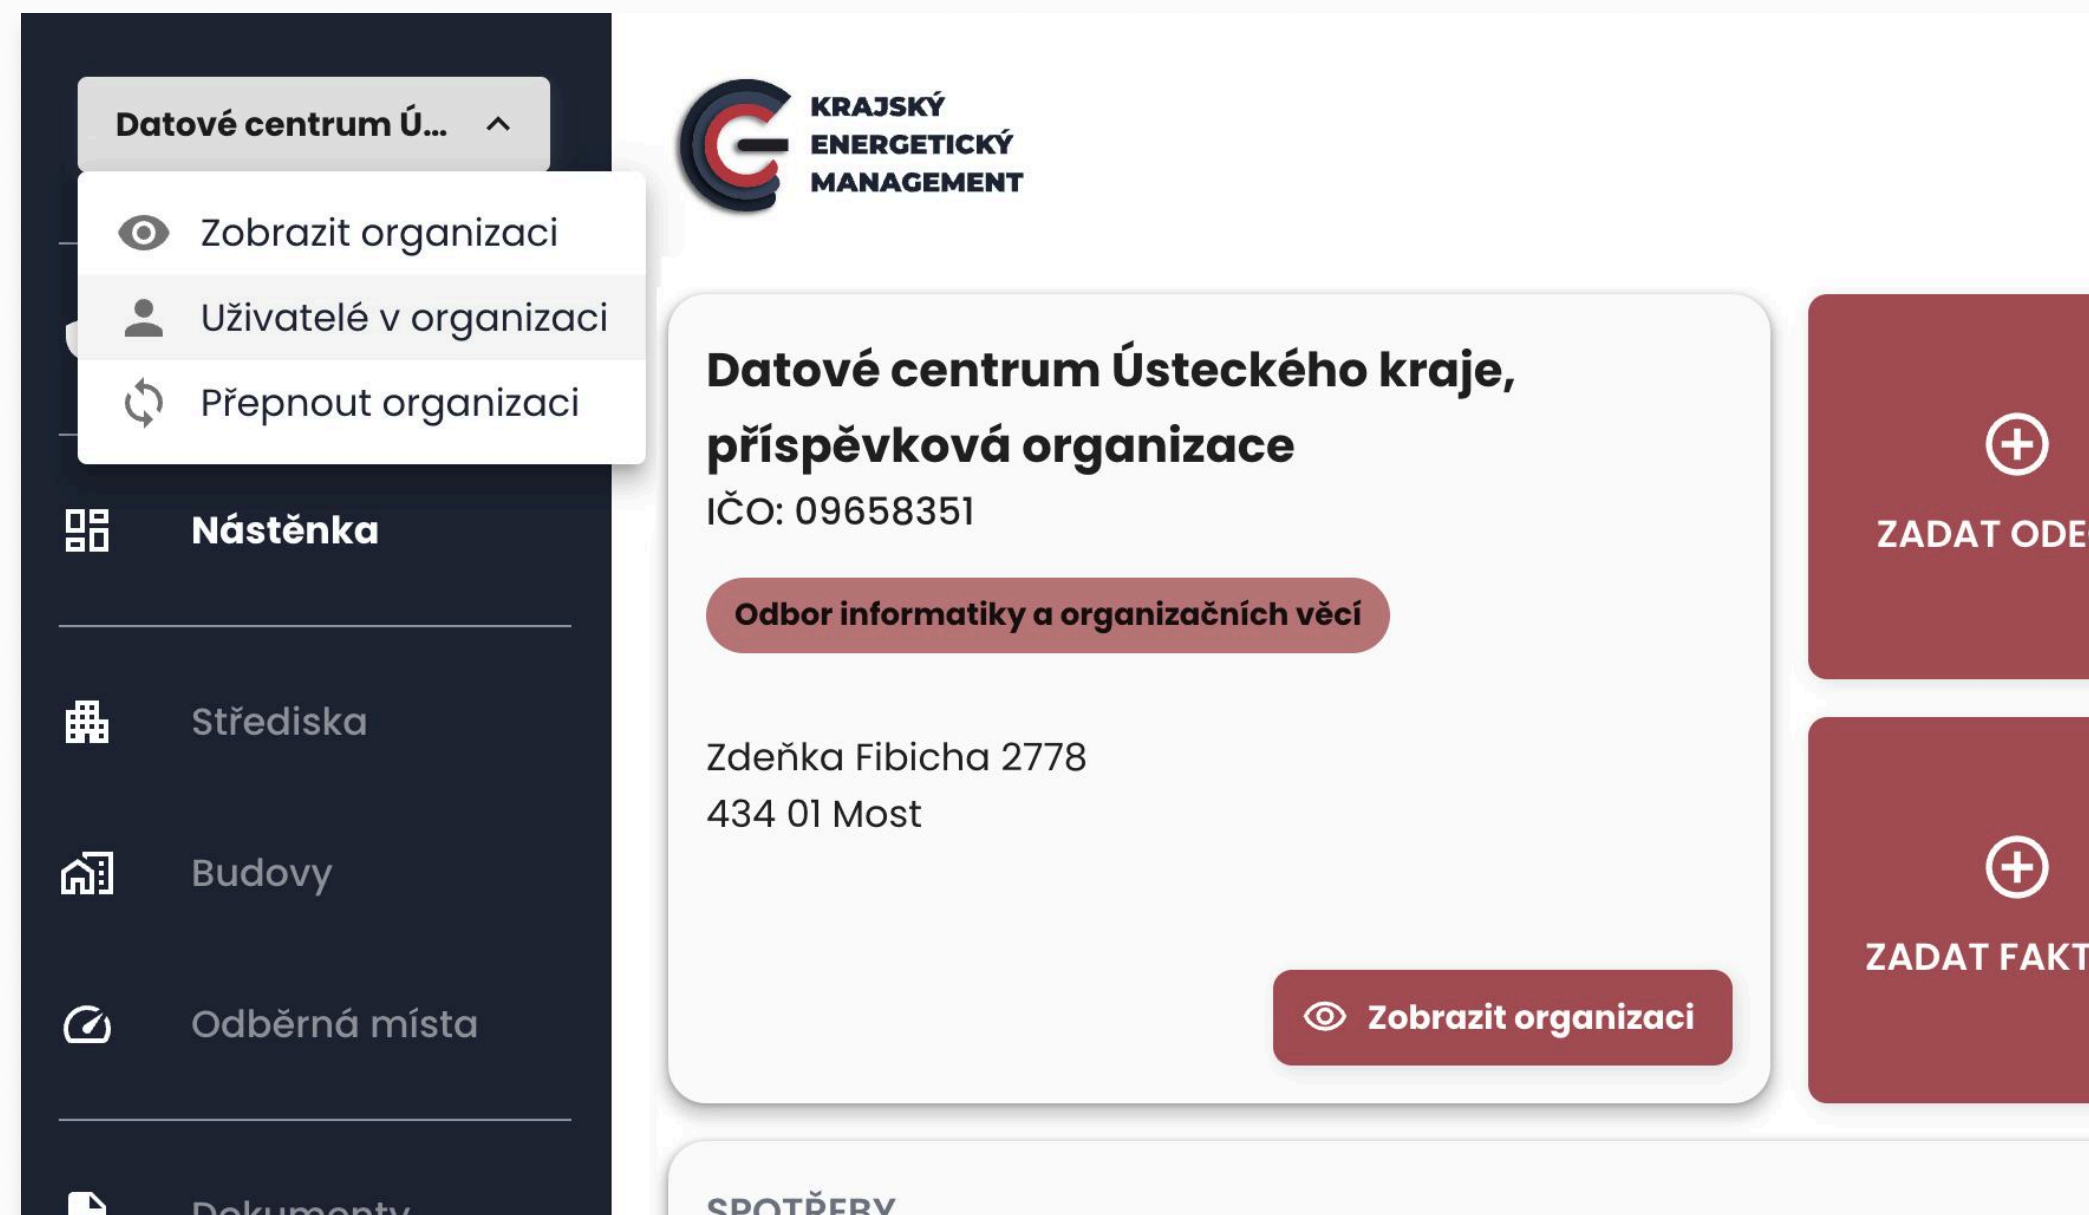 Datové centrum Ú...
Zobrazit organizaci
Uživatelé v organizaci
Přepnout organizaci
Nástěnka
Střediska
Budovy
Odběrná místa
Dokumenty
KRAJSKÝ
ENERGETICKÝ
MANAGEMENT
Datové centrum Ústeckého kraje,
příspěvková organizace
IČO: 09658351
Odbor informatiky a organizačních věcí
Zdeňka Fibicha 2778
434 01 Most
Zobrazit organizaci
ZADAT
ZADAT FAKT
SPOTŘEBY